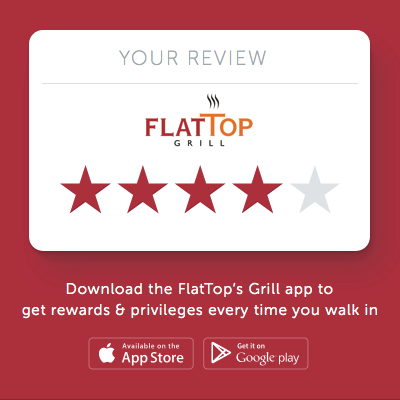 YOUR REVIEW
FLATTOP
GRILL
Download the FlatTop's Grill app to
get rewards & privileges every time you walk in
Available on the
App Store
Get it on
Google play